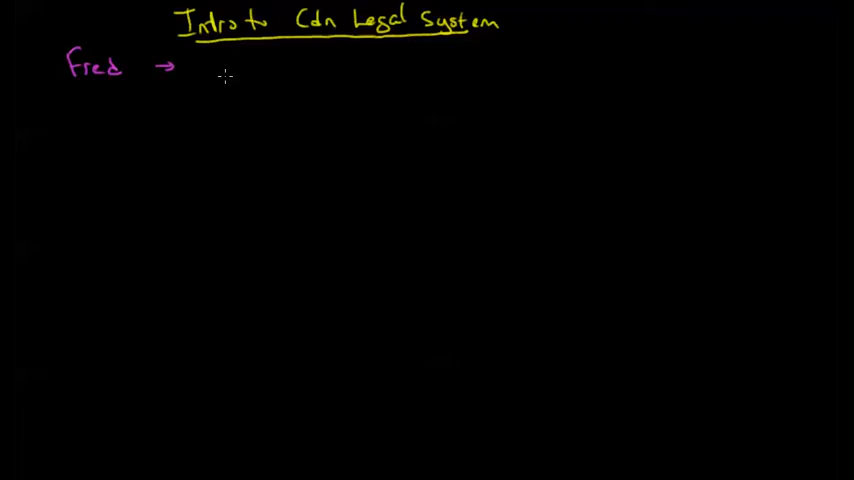 Intro to Cdn Legal System
Fred →